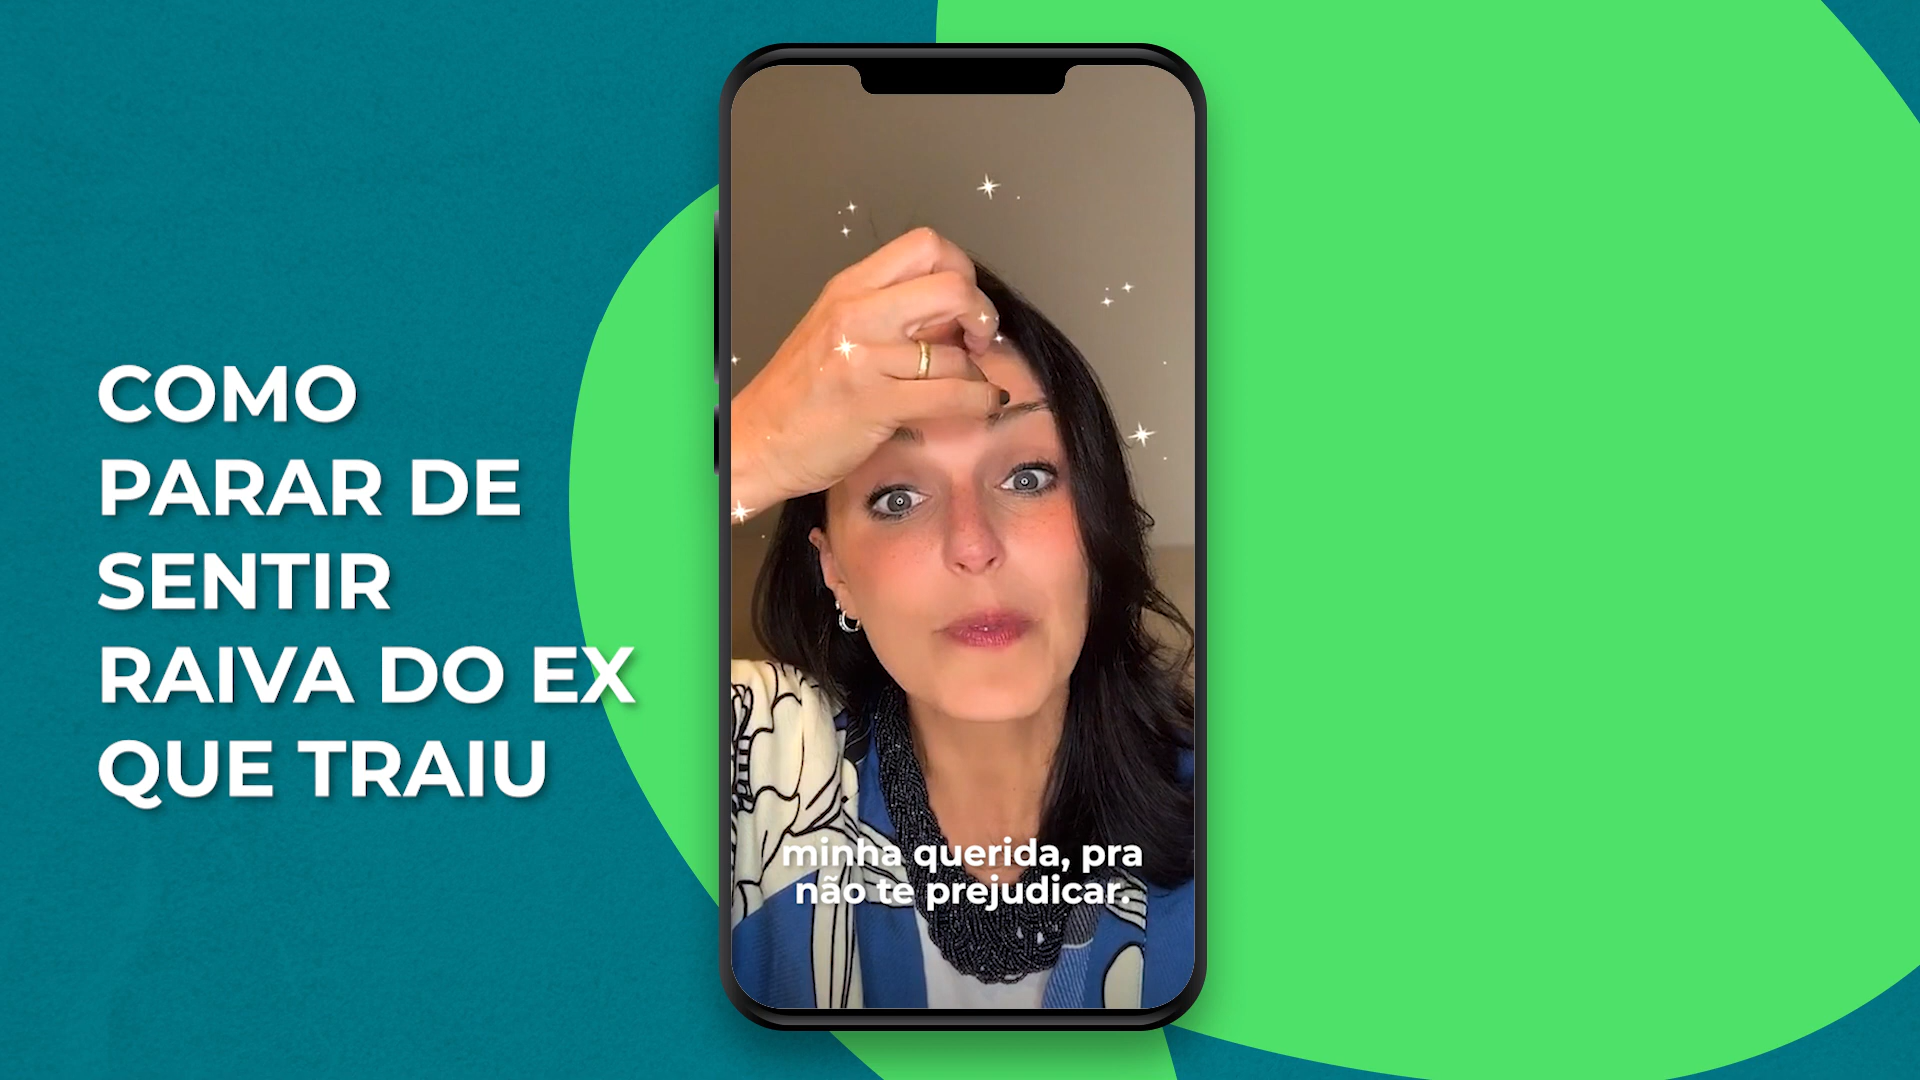 COMO
PARAR DE
SENTIR
RAIVA DO EX
QUE TRAIU
minha querida, pra
não te prejudicar.